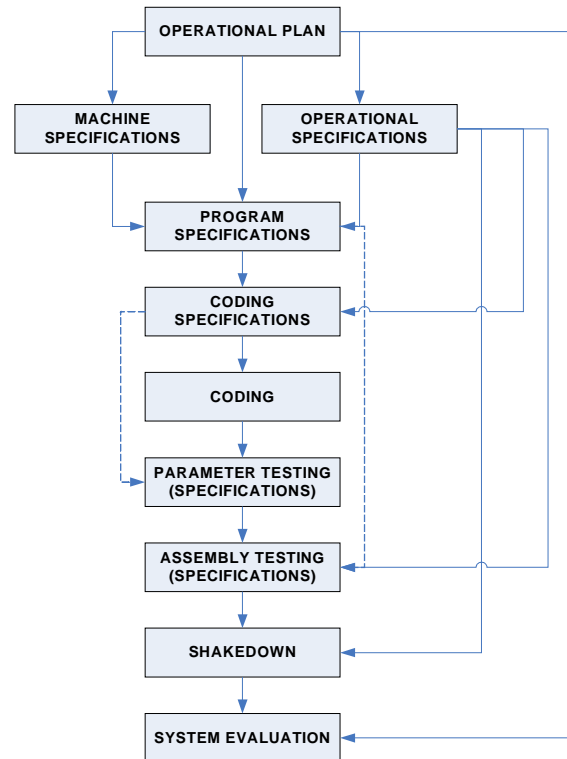 OPERATIONAL PLAN
MACHINE
SPECIFICATIONS
OPERATIONAL
SPECIFICATIONS
PROGRAM
SPECIFICATIONS
CODING
SPECIFICATIONS
CODING
PARAMETER TESTING
(SPECIFICATIONS)
ASSEMBLY TESTING
(SPECIFICATIONS)
SHAKEDOWN
SYSTEM EVALUATION